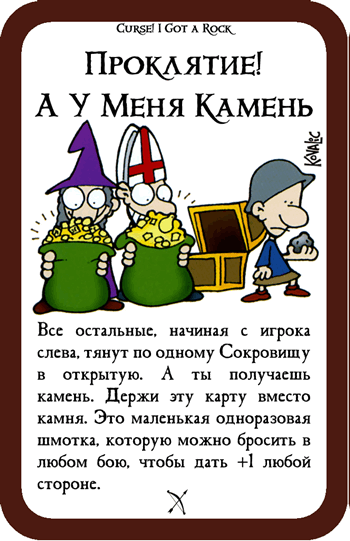 Curse! I Got a Rock
Проклятие!
А У Меня Камень
Kovalic
Все остальные, начиная с игрока
слева, тянут по одному Сокровищу
в открытую. А ты получаешь
камень. Держи эту карту вместо
камня. Это маленькая одноразовая
шмотка, которую можно бросить в
любом бою, чтобы дать +1 любой
стороне.